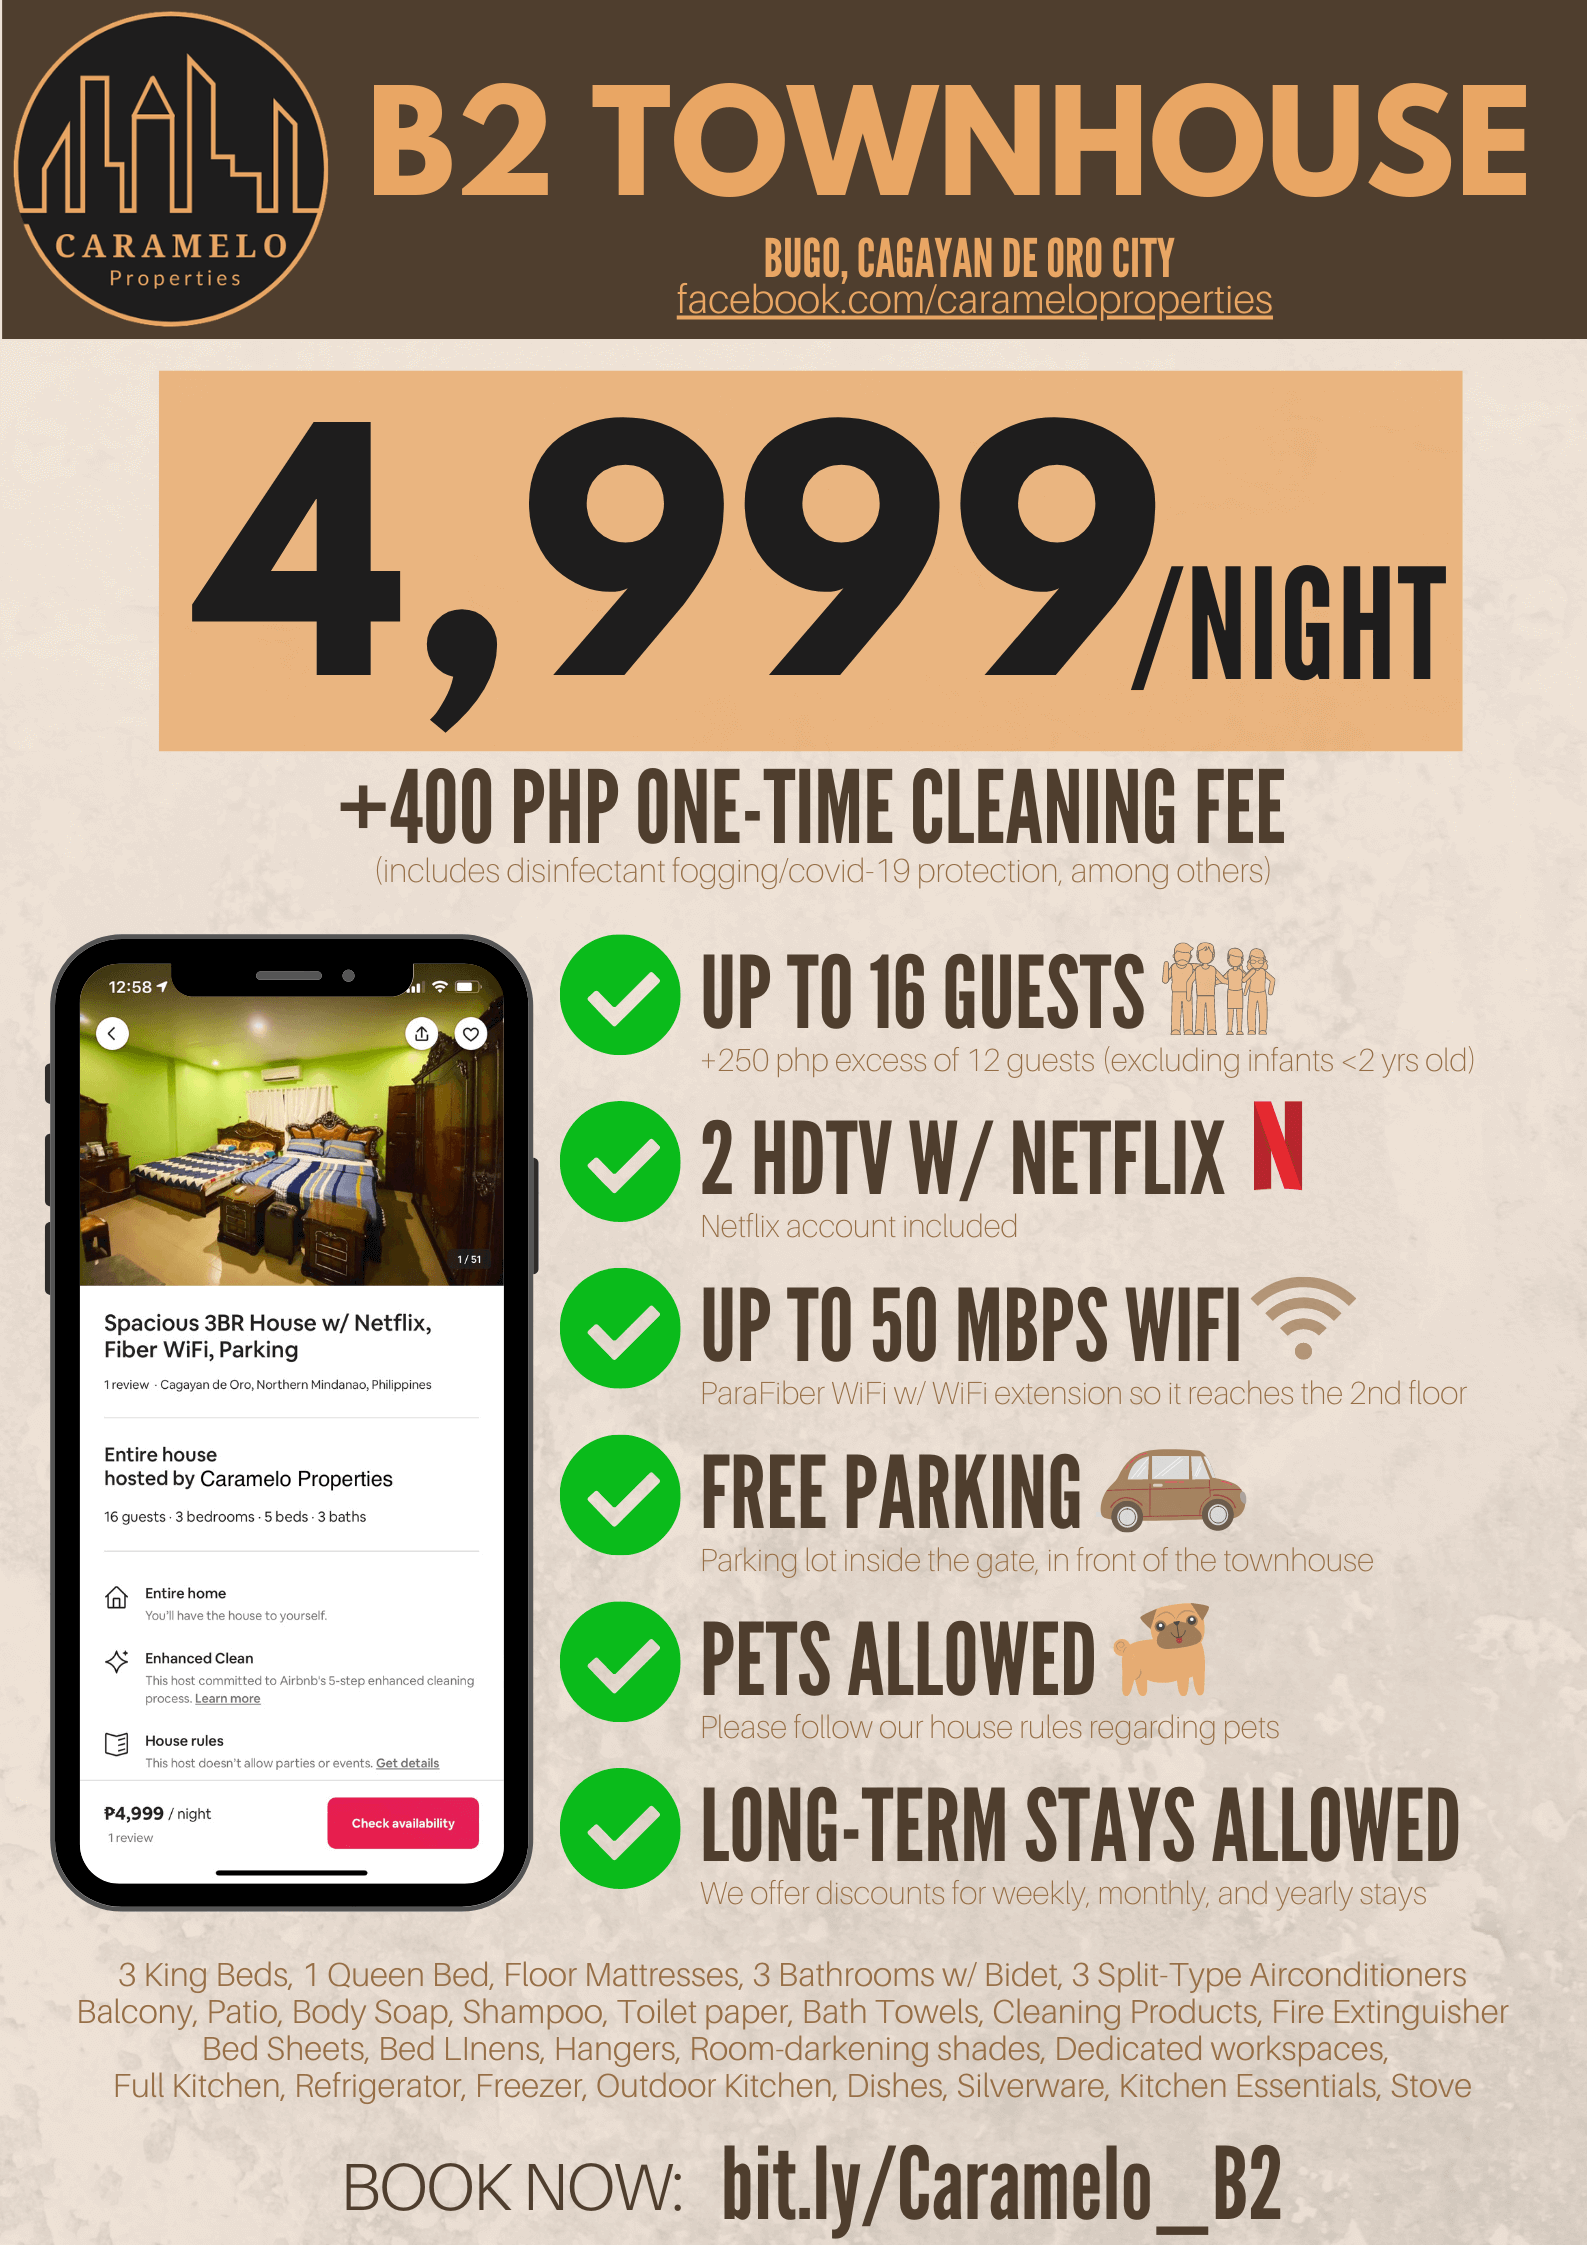 CARAMELO
Properties
B2 TOWNHOUSE
BUGO, CAGAYAN DE ORO CITY
facebook.com/carameloproperties
4,999/NIGHT
+400 PHP ONE-TIME CLEANING FEE
(includes disinfectant fogging/covid-19 protection, among others)
12:58
1 / 51
Spacious 3BR House w/ Netflix,
Fiber WiFi, Parking
1 review · Cagayan de Oro, Northern Mindanao, Philippines
Entire house
hosted by Caramelo Properties
16 guests · 3 bedrooms · 5 beds · 3 baths
Entire home
You'll have the house to yourself.
Enhanced Clean
This host committed to Airbnb's 5-step enhanced cleaning
process. Learn more
House rules
This host doesn't allow parties or events. Get details
₱4,999 / night
1 review
Check availability
UP TO 16 GUESTS
+250 php excess of 12 guests (excluding infants <2 yrs old)
2 HDTV W/ NETFLIX N
Netflix account included
UP TO 50 MBPS WIFI
ParaFiber WiFi w/ WiFi extension so it reaches the 2nd floor
FREE PARKING
Parking lot inside the gate, in front of the townhouse
PETS ALLOWED
Please follow our house rules regarding pets
LONG-TERM STAYS ALLOWED
We offer discounts for weekly, monthly, and yearly stays
3 King Beds, 1 Queen Bed, Floor Mattresses, 3 Bathrooms w/ Bidet, 3 Split-Type Airconditioners
Balcony, Patio, Body Soap, Shampoo, Toilet paper, Bath Towels, Cleaning Products, Fire Extinguisher
Bed Sheets, Bed LInens, Hangers, Room-darkening shades, Dedicated workspaces,
Full Kitchen, Refrigerator, Freezer, Outdoor Kitchen, Dishes, Silverware, Kitchen Essentials, Stove
BOOK NOW: bit.ly/Caramelo_B2